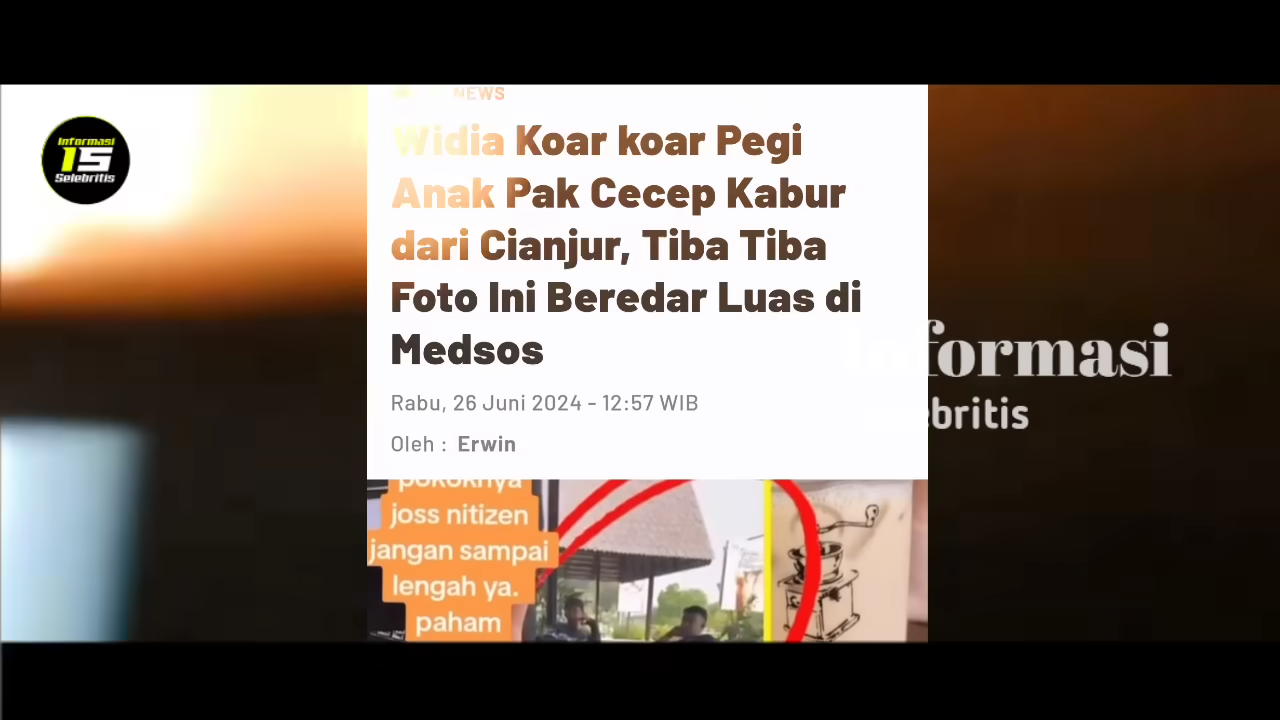 Informasi
15
Selebritis
NEWS
Widia Koar koar Pegi
Anak Pak Cecep Kabur
dari Cianjur, Tiba Tiba
Foto Ini Beredar Luas di
Medsos
Rabu, 26 Juni 2024 - 12:57 WIB
Oleh : Erwin
pokoknya
joss nitizen
jangan sampai
lengah ya.
paham
Informasi
ebritis